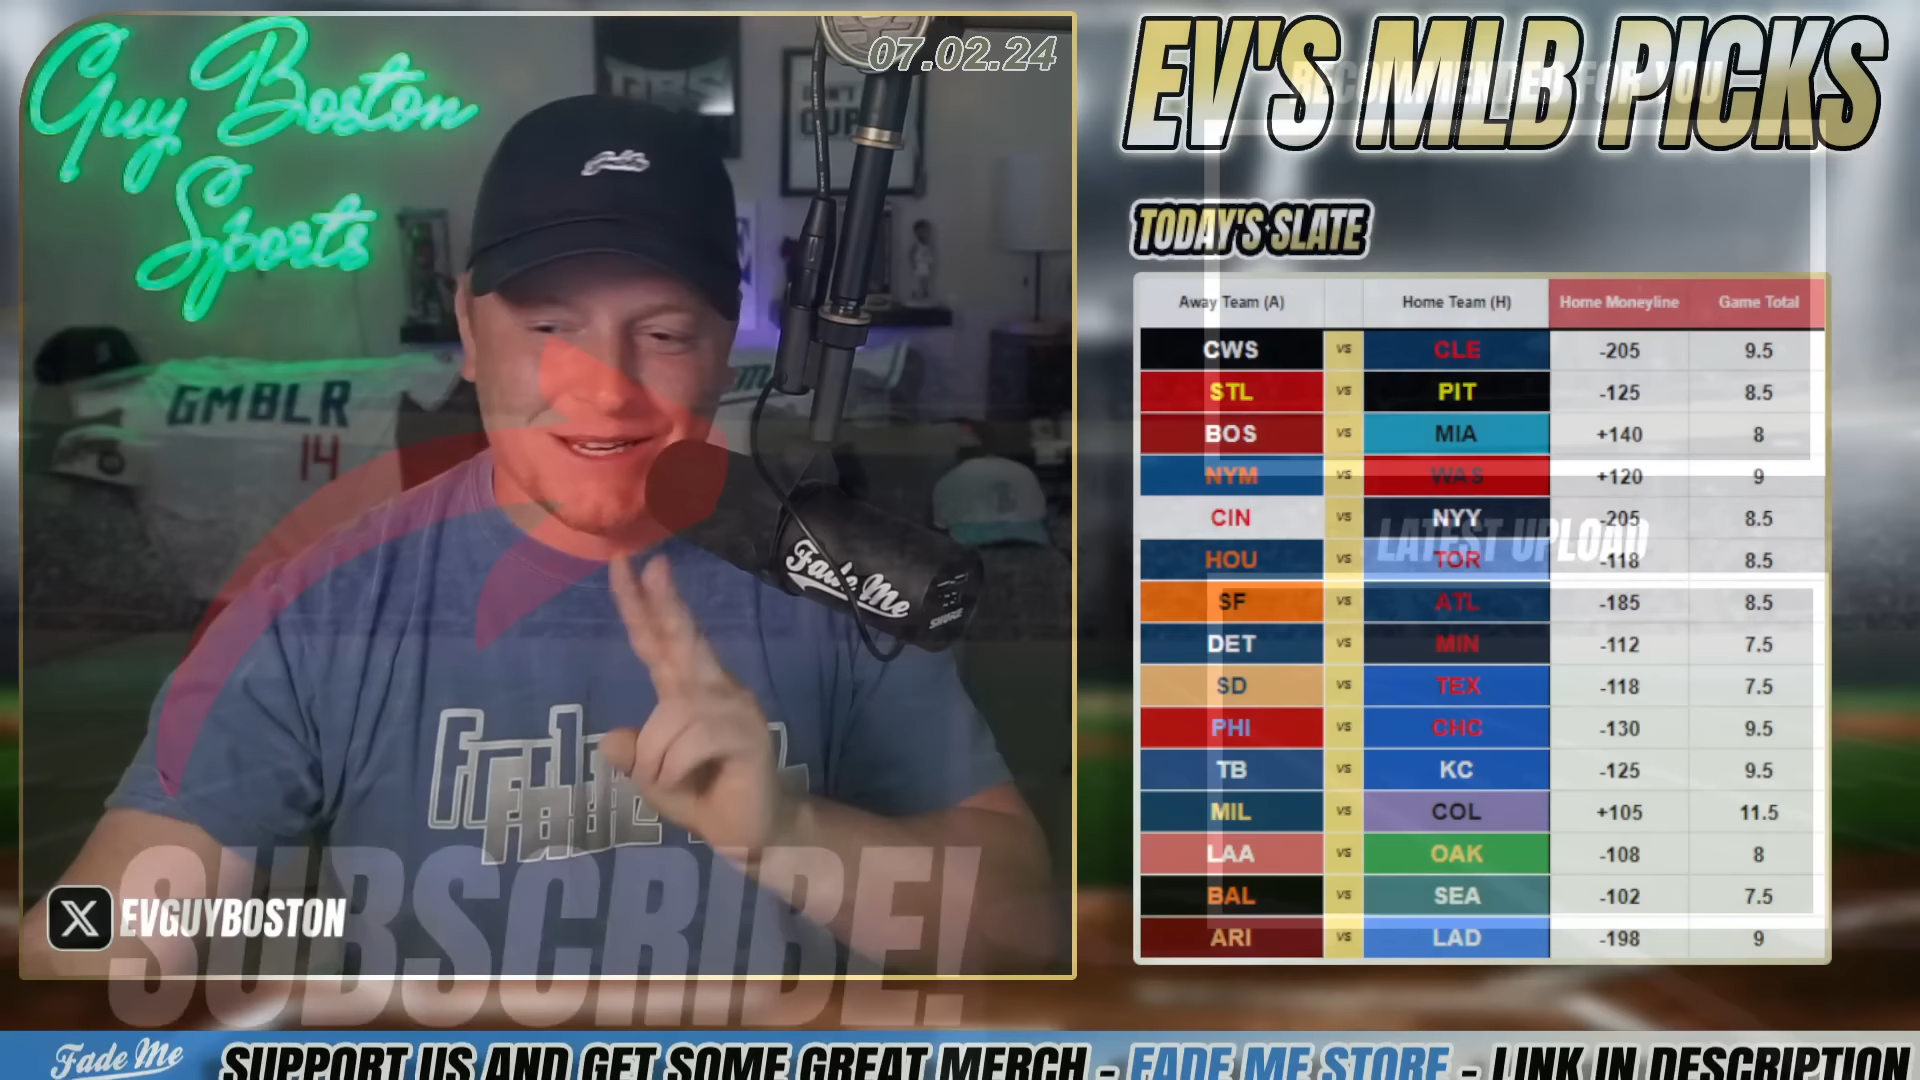 Guy Boston
Sports
07.02.24
EV'S MLB PICKS
RECOMMENDED FOR YOU
TODAY'S SLATE
Away Team (A) Home Team (H) Home Moneyline Game Total
CWS VS CLE -205 9.5
STL VS PIT -125 8.5
BOS VS MIA +140 8
NYM VS WAS +120 9
CIN VS NYY -205 8.5
LATEST UPLOAD
HOU VS TOR -118 8.5
SF VS ATL -185 8.5
DET VS MIN -112 7.5
SD VS TEX -118 7.5
PHI VS CHC -130 9.5
TB VS KC -125 9.5
MIL VS COL +105 11.5
LAA VS OAK -108 8
BAL VS SEA -102 7.5
ARI VS LAD -198 9
GMBLR
14
Fade Me
SHURE
SUBSCRIBE!
X EVGUYBOSTON
Fade Me SUPPORT US AND GET SOME GREAT MERCH - FADE ME STORE - LINK IN DESCRIPTION